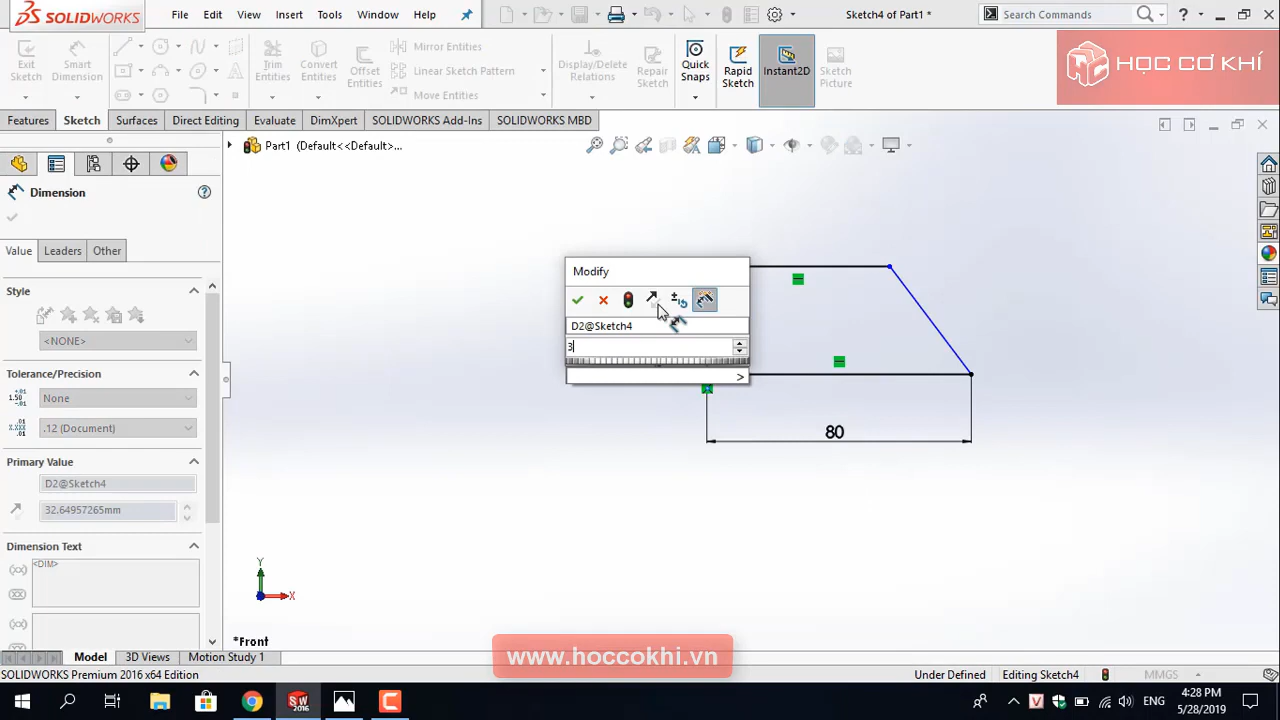 SOLIDWORKS
File Edit View Insert Tools Window Help
Sketch4 of Part1 *
Search Commands
?
Exit Sketch
Smart Dimension
Trim Entities
Convert Entities
Offset Entities
Mirror Entities
Linear Sketch Pattern
Move Entities
Display/Delete Relations
Repair Sketch
Quick Snaps
Rapid Sketch
Instant2D
Sketch Picture
HỌC CƠ KHÍ
Features Sketch Surfaces Direct Editing Evaluate DimXpert SOLIDWORKS Add-Ins SOLIDWORKS MBD
Part1 (Default<<Default>...
Dimension
Value Leaders Other
Style
<NONE>
Tolerance/Precision
None
.12 (Document)
Primary Value
D2@Sketch4
32.64957265mm
Dimension Text
<DIM>
Modify
D2@Sketch4
3
>
80
Y
X
*Front
www.hoccokhi.vn
Model 3D Views Motion Study 1
SOLIDWORKS Premium 2016 x64 Edition
Under Defined Editing Sketch4 MMGS
ENG
4:28 PM
5/28/2019